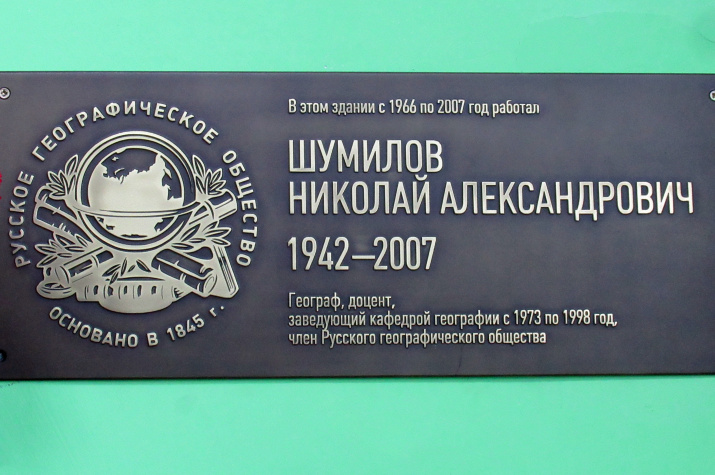 РУССКОЕ ГЕОГРАФИЧЕСКОЕ ОБЩЕСТВО
ОСНОВАНО В 1845 г.
В этом здании с 1966 по 2007 год работал
ШУМИЛОВ
НИКОЛАЙ АЛЕКСАНДРОВИЧ
1942–2007
Географ, доцент,
заведующий кафедрой географии с 1973 по 1998 год,
член Русского географического общества